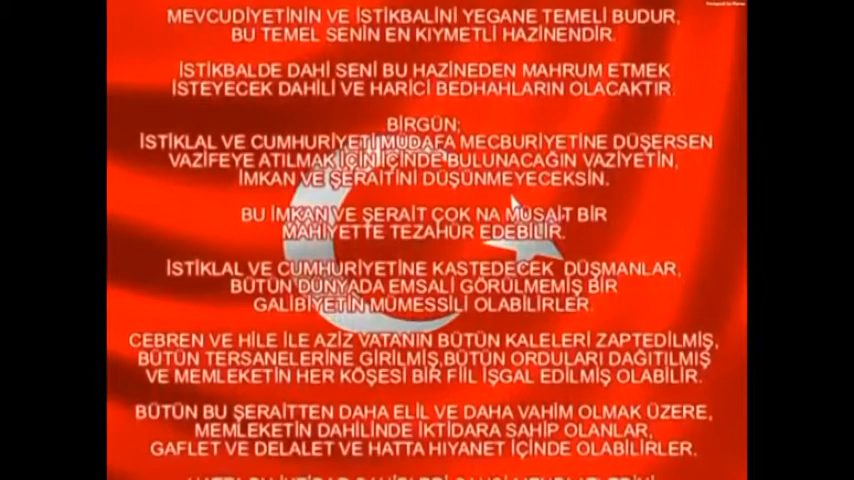 MEVCUDİYETİNİN VE İSTİKBALİNİ YEGANE TEMELİ BUDUR,
BU TEMEL SENİN EN KIYMETLİ HAZİNENDİR.
İSTİKBALDE DAHİ SENİ BU HAZİNEDEN MAHRUM ETMEK
İSTEYECEK DAHİLİ VE HARİCİ BEDHAHLARIN OLACAKTIR.
BİRGÜN;
İSTİKLAL VE CUMHURİYETİ MÜDAFA MECBURİYETİNE DÜŞERSEN
VAZİFEYE ATILMAK İÇİN İÇİNDE BULUNACAĞIN VAZİYETİN,
İMKAN VE ŞERAİTİNİ DÜŞÜNMEYECEKSİN.
BU İMKAN VE ŞERAİT ÇOK NA MÜSAİT BİR
MAHİYETTE TEZAHÜR EDEBİLİR.
İSTİKLAL VE CUMHURİYETİNE KASTEDECEK DÜŞMANLAR,
BÜTÜN DÜNYADA EMSALİ GÖRÜLMEMİŞ BİR
GALİBİYETİN MÜMESSİLİ OLABİLİRLER.
CEBREN VE HİLE İLE AZİZ VATANIN BÜTÜN KALELERİ ZAPTEDİLMİŞ,
BÜTÜN TERSANELERİNE GİRİLMİŞ,BÜTÜN ORDULARI DAĞITILMIŞ
VE MEMLEKETİN HER KÖŞESİ BİR FİİL İŞGAL EDİLMİŞ OLABİLİR.
BÜTÜN BU ŞERAİTTEN DAHA ELİL VE DAHA VAHİM OLMAK ÜZERE,
MEMLEKETİN DAHİLİNDE İKTİDARA SAHİP OLANLAR,
GAFLET VE DELALET VE HATTA HIYANET İÇİNDE OLABİLİRLER.